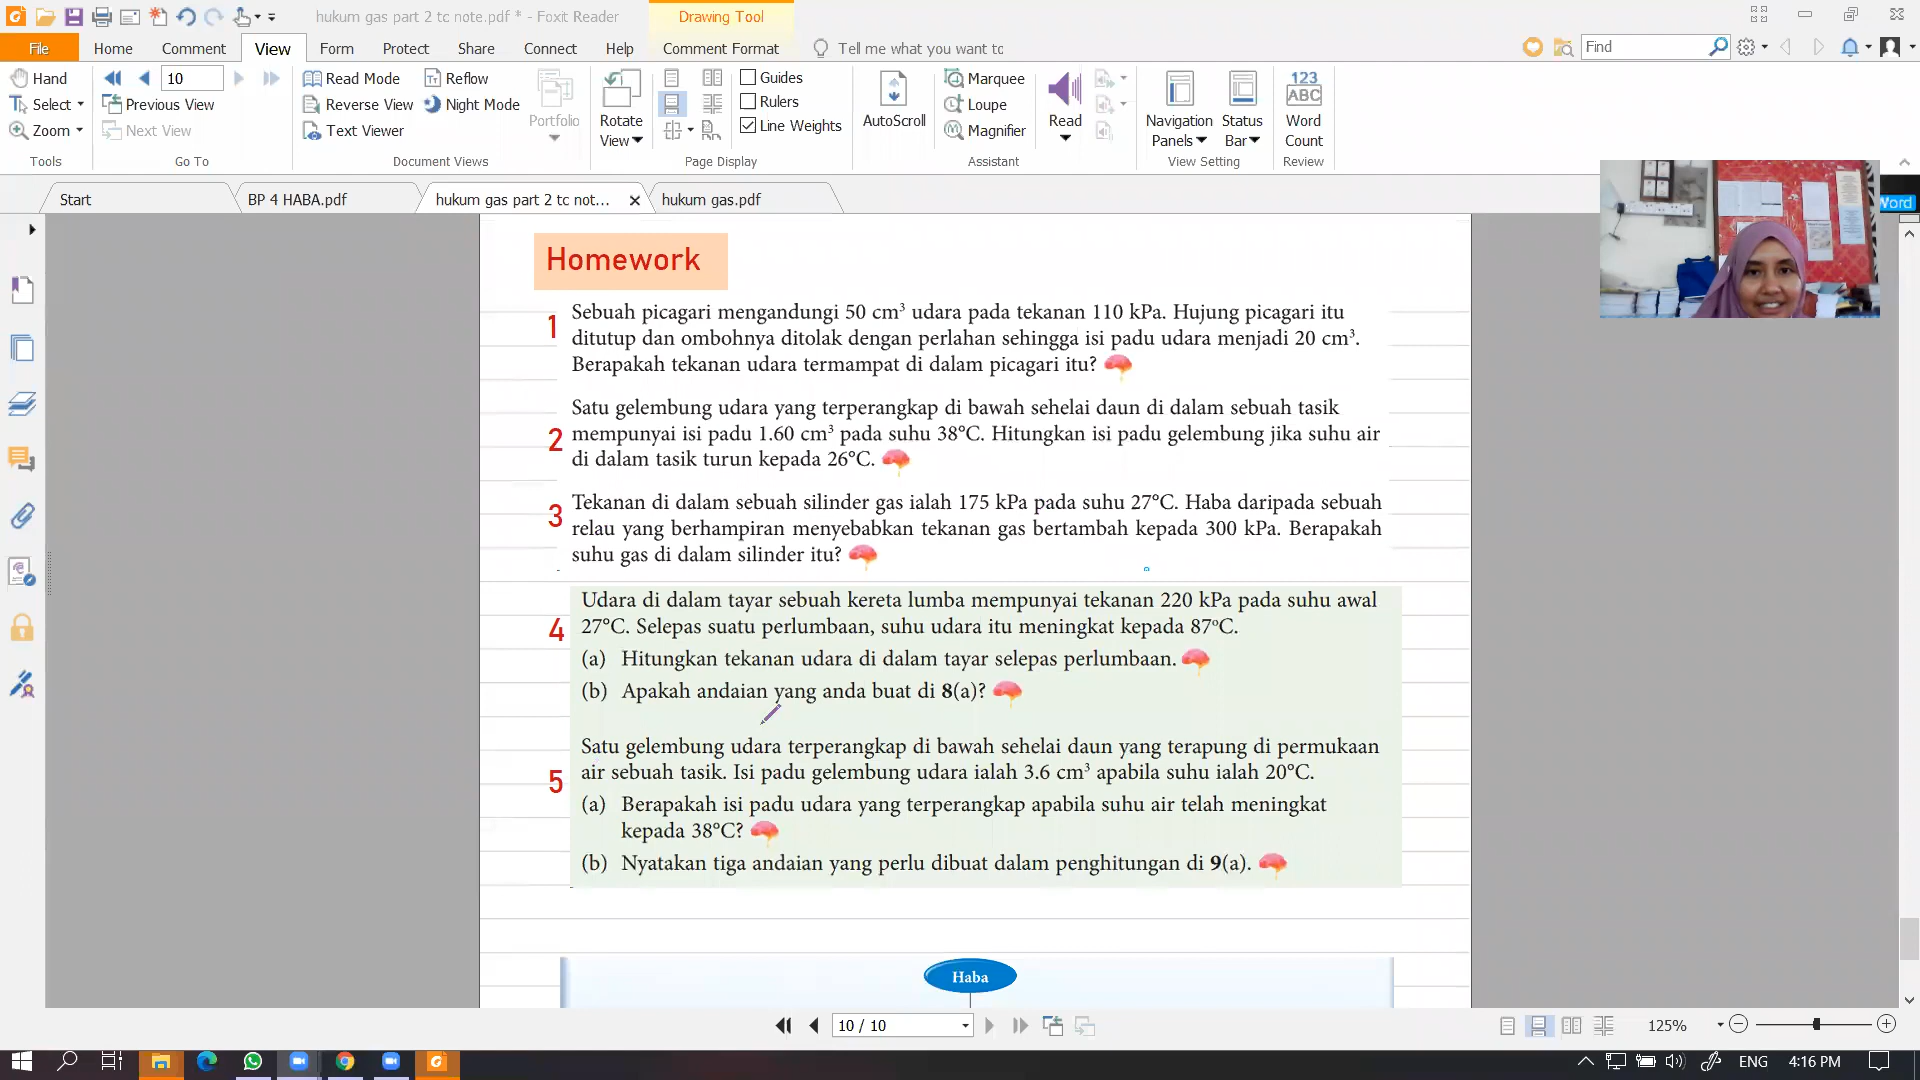 hukum gas part 2 tc note.pdf * - Foxit Reader
Drawing Tool
File Home Comment View Form Protect Share Connect Help Comment Format Tell me what you want to Find
Hand
Select
Zoom
Tools
10
Previous View
Next View
Go To
Read Mode Reflow
Reverse View Night Mode
Text Viewer
Portfolio
Document Views
Rotate
View
Guides
Rulers
Line Weights
Page Display
AutoScroll
Marquee
Loupe
Magnifier
Read
Assistant
Navigation
Panels
Status
Bar
View Setting
123
ABC
Word
Count
Review
Start BP 4 HABA.pdf hukum gas part 2 tc not... hukum gas.pdf
Word
Homework
1 Sebuah picagari mengandungi 50 cm³ udara pada tekanan 110 kPa. Hujung picagari itu
ditutup dan ombohnya ditolak dengan perlahan sehingga isi padu udara menjadi 20 cm³.
Berapakah tekanan udara termampat di dalam picagari itu?
Satu gelembung udara yang terperangkap di bawah sehelai daun di dalam sebuah tasik
2 mempunyai isi padu 1.60 cm³ pada suhu 38°C. Hitungkan isi padu gelembung jika suhu air
di dalam tasik turun kepada 26°C.
3 Tekanan di dalam sebuah silinder gas ialah 175 kPa pada suhu 27°C. Haba daripada sebuah
relau yang berhampiran menyebabkan tekanan gas bertambah kepada 300 kPa. Berapakah
suhu gas di dalam silinder itu?
Udara di dalam tayar sebuah kereta lumba mempunyai tekanan 220 kPa pada suhu awal
4 27°C. Selepas suatu perlumbaan, suhu udara itu meningkat kepada 87°C.
(a) Hitungkan tekanan udara di dalam tayar selepas perlumbaan.
(b) Apakah andaian yang anda buat di 8(a)?
Satu gelembung udara terperangkap di bawah sehelai daun yang terapung di permukaan
5 air sebuah tasik. Isi padu gelembung udara ialah 3.6 cm³ apabila suhu ialah 20°C.
(a) Berapakah isi padu udara yang terperangkap apabila suhu air telah meningkat
kepada 38°C?
(b) Nyatakan tiga andaian yang perlu dibuat dalam penghitungan di 9(a).
Haba
10 / 10
125%
ENG 4:16 PM